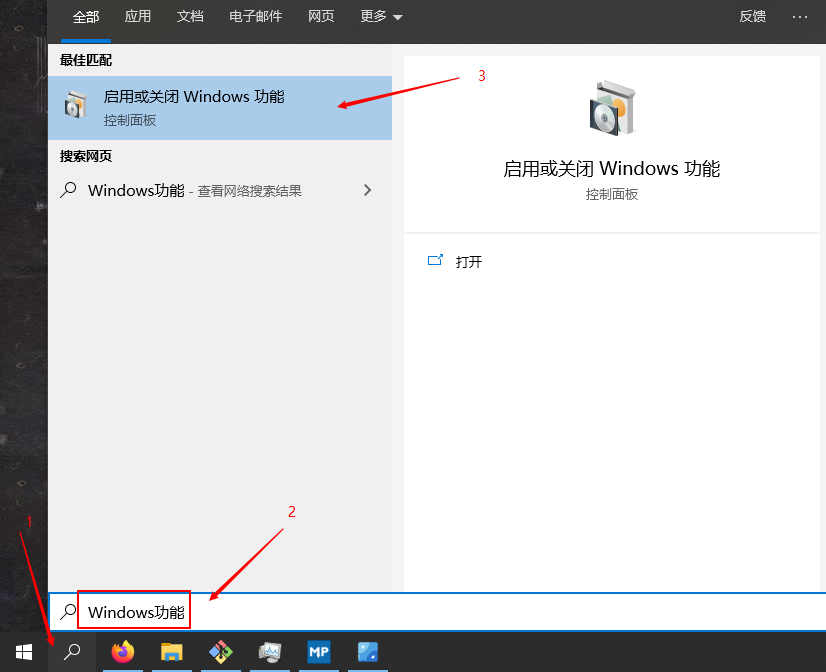 全部 应用 文档 电子邮件 网页 更多 反馈 ...
最佳匹配
启用或关闭 Windows 功能
控制面板
3
启用或关闭 Windows 功能
控制面板
搜索网页
Windows功能 - 查看网络搜索结果
打开
1
2
Windows功能
MP